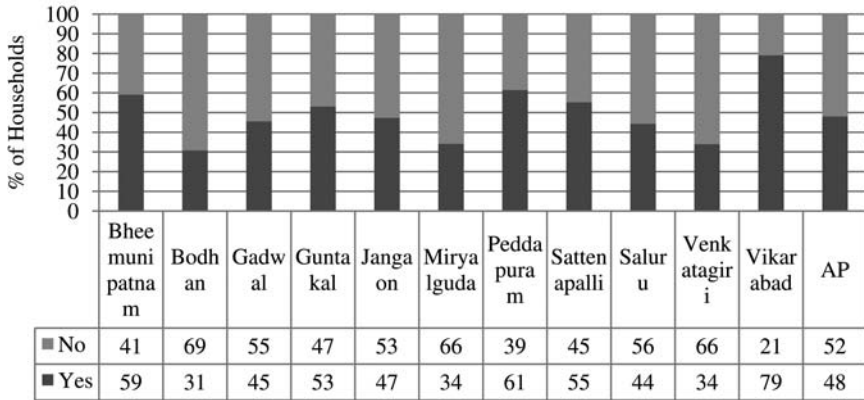 % of Households
100
90
80
70
60
50
40
30
20
10
0
Bhee Bodh Gadw Gunta Janga Mirya Pedda Satten Salur Venk Vikar AP
muni an al kal on lguda pura apalli u atagir abad
patna m i
m
No 41 69 55 47 53 66 39 45 56 66 21 52
Yes 59 31 45 53 47 34 61 55 44 34 79 48